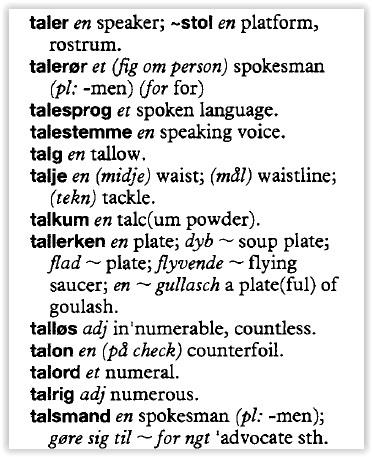 taler en speaker; ~stol en platform,
rostrum.
talerør et (fig om person) spokesman
(pl: -men) (for for)
talesprog et spoken language.
talestemme en speaking voice.
talg en tallow.
talje en (midje) waist; (mål) waistline;
(tekn) tackle.
talkum en talc(um powder).
tallerken en plate; dyb ~ soup plate;
flad ~ plate; flyvende ~ flying
saucer; en ~ gullasch a plate(ful) of
goulash.
talløs adj in'numerable, countless.
talon en (på check) counterfoil.
talord et numeral.
talrig adj numerous.
talsmand en spokesman (pl: -men);
gøre sig til ~ for ngt 'advocate sth.